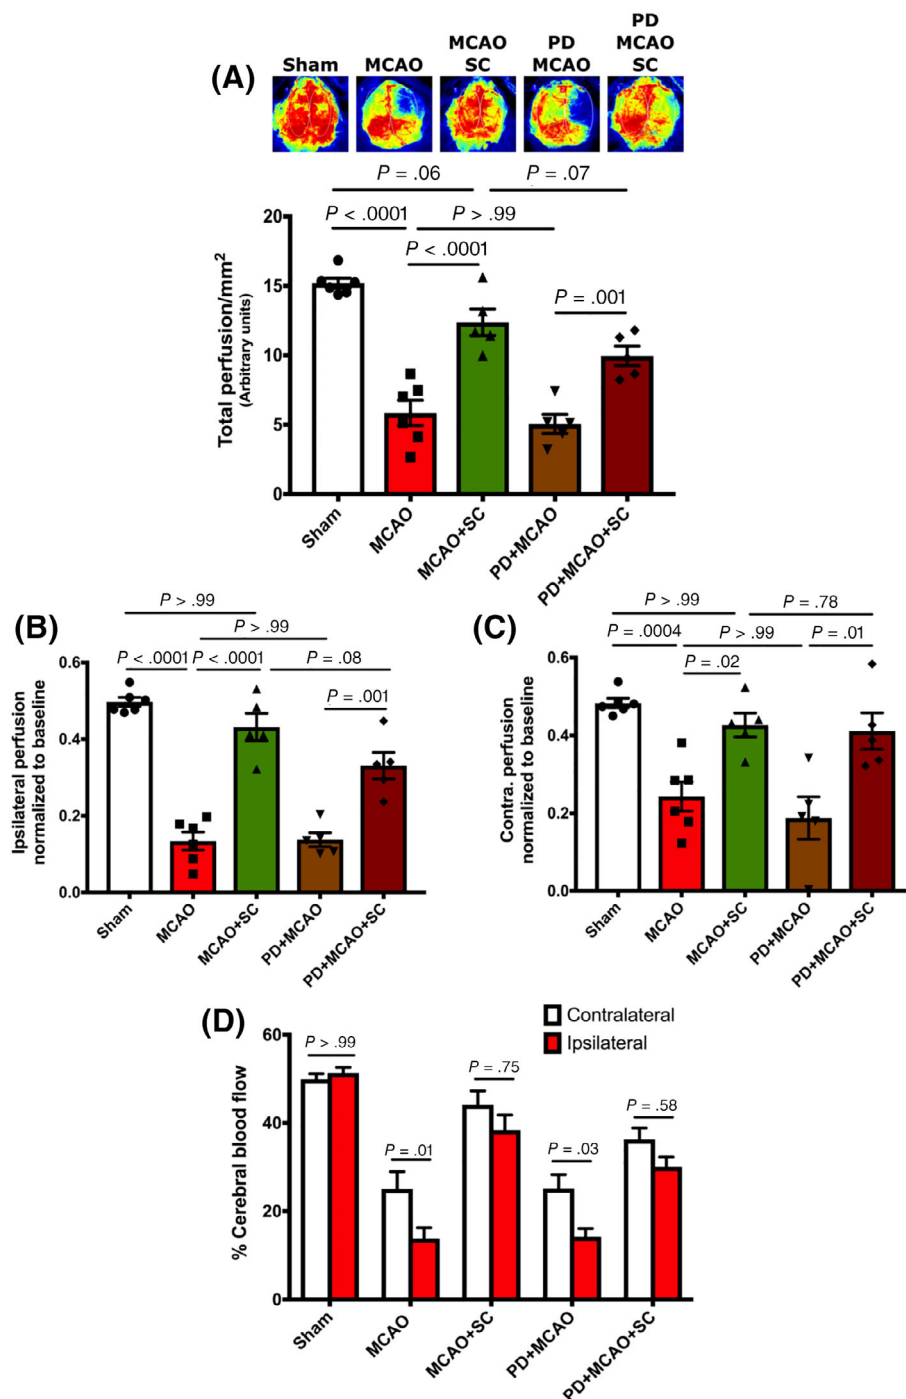 (A)
Sham
MCAO
MCAO
SC
PD
MCAO
PD
MCAO
SC
P = .06
P = .07
P < .0001
P > .99
P < .0001
P = .001
Total perfusion/mm2
(Arbitrary units)
20
15
10
5
0
Sham
MCAO
MCAO+SC
PD+MCAO
PD+MCAO+SC
(B)
P > .99
P > .99
P < .0001
P < .0001
P = .08
P = .001
Ipsilateral perfusion
normalized to baseline
0.6
0.4
0.2
0.0
Sham
MCAO
MCAO+SC
PD+MCAO
PD+MCAO+SC
(C)
P > .99
P = .78
P = .0004
P > .99
P = .01
P = .02
Contra. perfusion
normalized to baseline
0.6
0.4
0.2
0.0
Sham
MCAO
MCAO+SC
PD+MCAO
PD+MCAO+SC
(D)
Contralateral
Ipsilateral
P > .99
P = .01
P = .75
P = .03
P = .58
% Cerebral blood flow
60
40
20
0
Sham
MCAO
MCAO+SC
PD+MCAO
PD+MCAO+SC